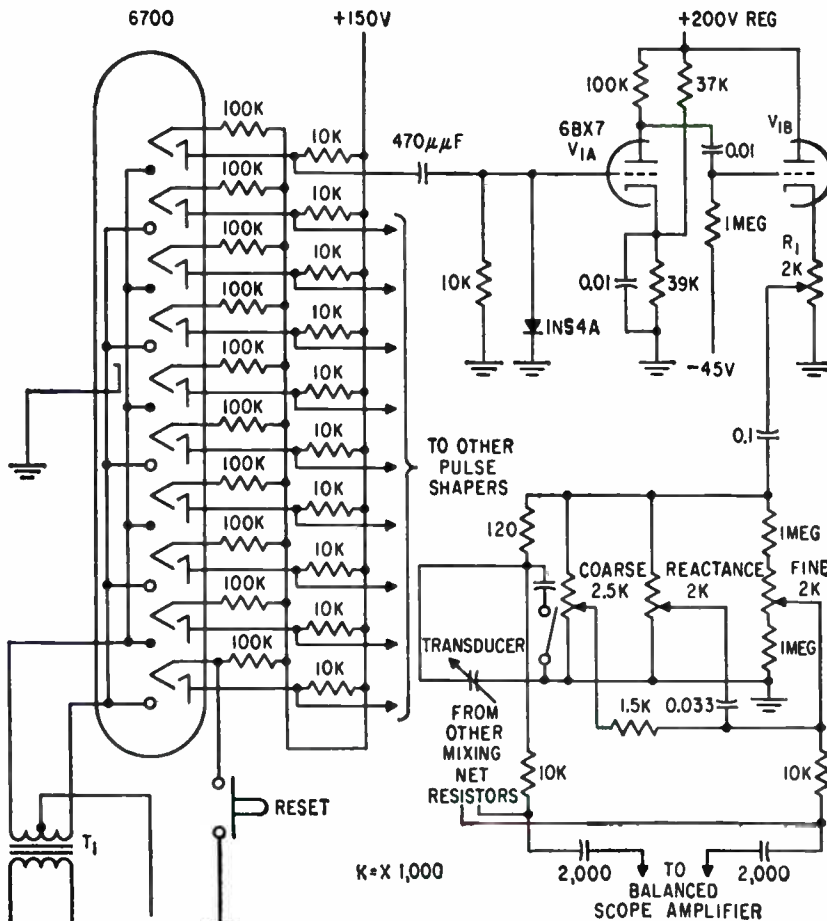 6700
+150V
+200V REG
100K
10K
100K
10K
100K
10K
100K
10K
100K
10K
100K
10K
100K
10K
100K
10K
100K
10K
100K
10K
470μμF
10K
1N54A
100K
37K
6BX7
V1A
0.01
39K
0.01
1MEG
-45V
V1B
R1
2K
0.1
TO OTHER
PULSE
SHAPERS
120
COARSE
2.5K
REACTANCE
2K
1MEG
FINE
2K
1MEG
TRANSDUCER
FROM
OTHER
MIXING
NET
RESISTORS
1.5K
0.033
10K
10K
RESET
T1
K=X 1,000
2,000
TO
BALANCED
SCOPE AMPLIFIER
2,000